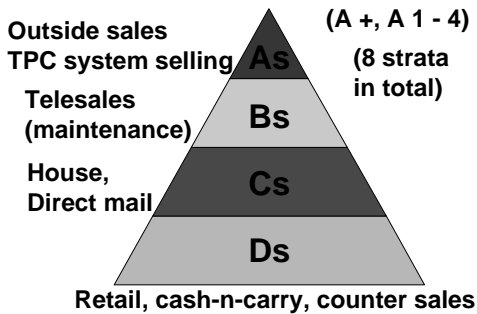 Outside sales
TPC system selling
(A +, A 1 - 4)
(8 strata
in total)
As
Telesales
(maintenance)
Bs
House,
Direct mail
Cs
Ds
Retail, cash-n-carry, counter sales